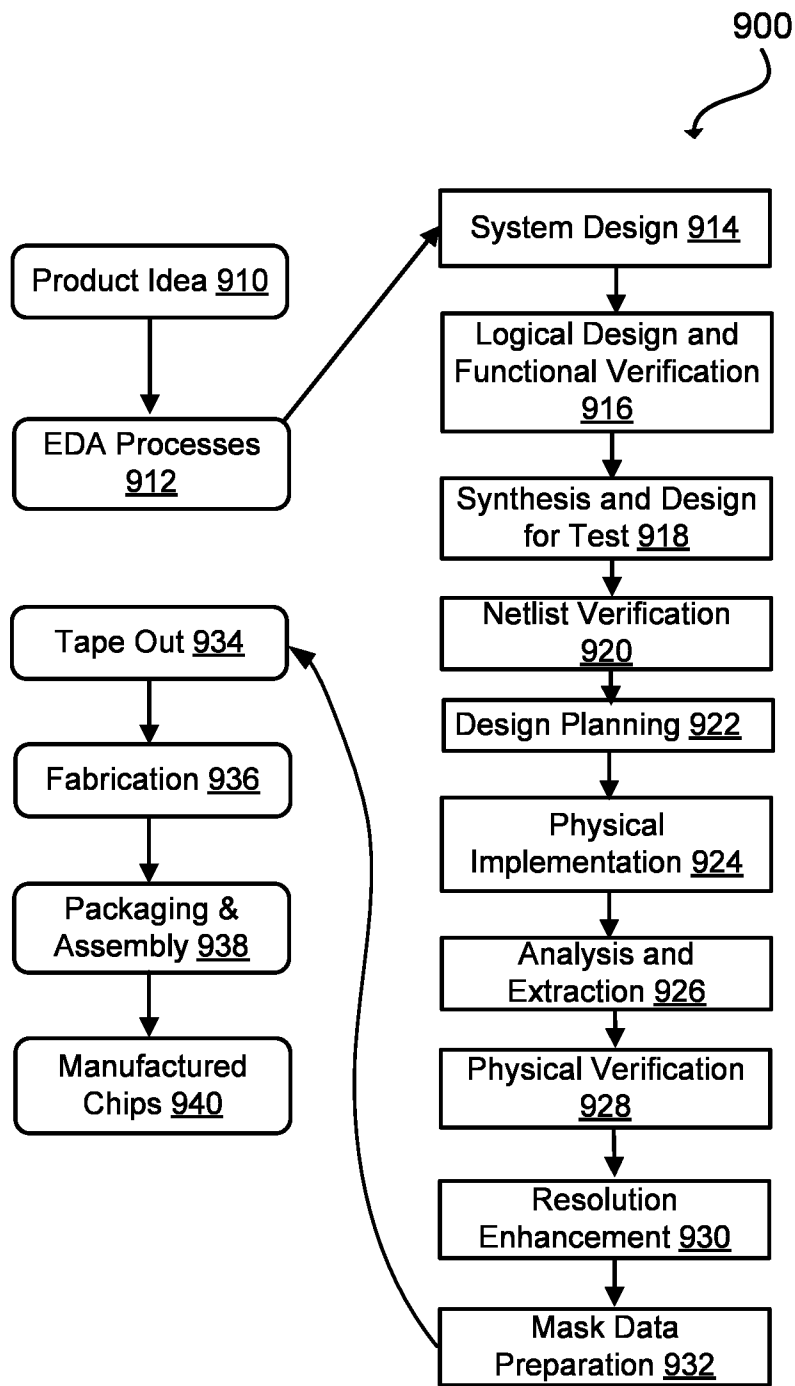 900
Product Idea 910
EDA Processes
912
System Design 914
Logical Design and
Functional Verification
916
Synthesis and Design
for Test 918
Netlist Verification
920
Design Planning 922
Physical
Implementation 924
Analysis and
Extraction 926
Physical Verification
928
Resolution
Enhancement 930
Mask Data
Preparation 932
Tape Out 934
Fabrication 936
Packaging &
Assembly 938
Manufactured
Chips 940